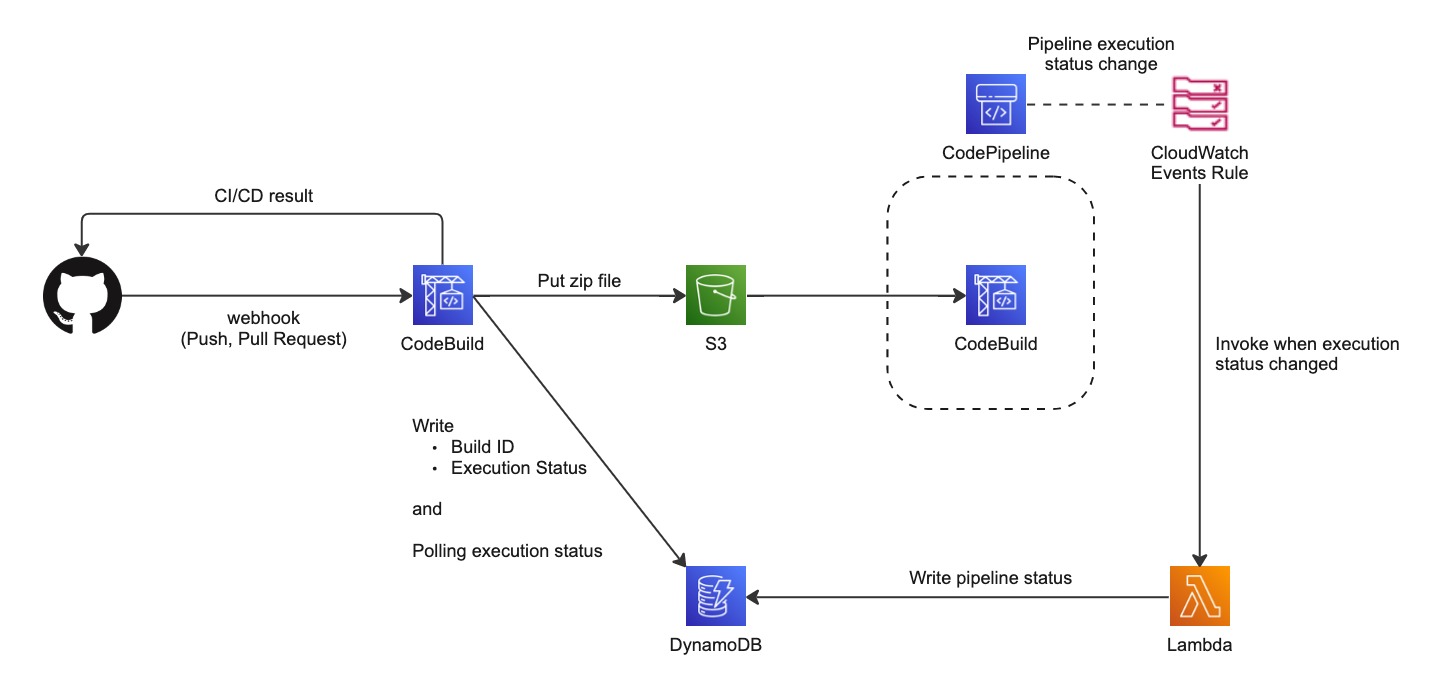 Pipeline execution
status change
CodePipeline
CloudWatch
Events Rule
CI/CD result
webhook
(Push, Pull Request)
CodeBuild
Put zip file
S3
CodeBuild
Invoke when execution
status changed
Write
• Build ID
• Execution Status
and
Polling execution status
DynamoDB
Write pipeline status
Lambda